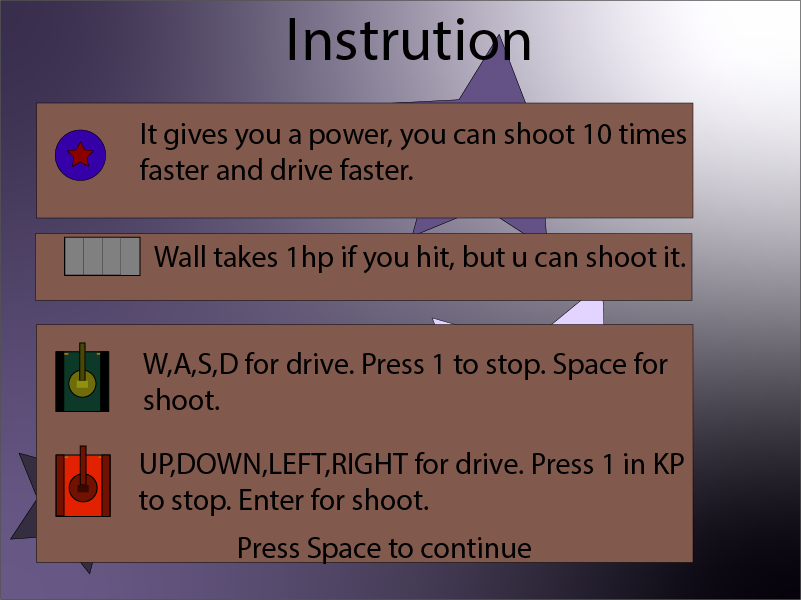 Instrution
It gives you a power, you can shoot 10 times
faster and drive faster.
Wall takes 1hp if you hit, but u can shoot it.
W,A,S,D for drive. Press 1 to stop. Space for
shoot.
UP,DOWN,LEFT,RIGHT for drive. Press 1 in KP
to stop. Enter for shoot.
Press Space to continue